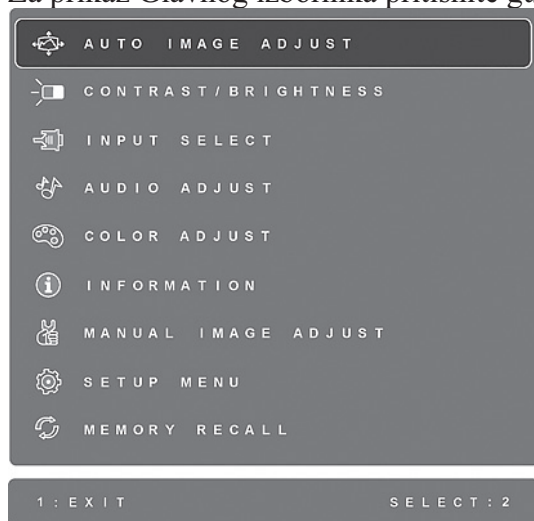 Za prikaz Glavnog izbornika pritisnite
AUTO IMAGE ADJUST
CONTRAST/BRIGHTNESS
INPUT SELECT
AUDIO ADJUST
COLOR ADJUST
INFORMATION
MANUAL IMAGE ADJUST
SETUP MENU
MEMORY RECALL
1:EXIT SELECT:2